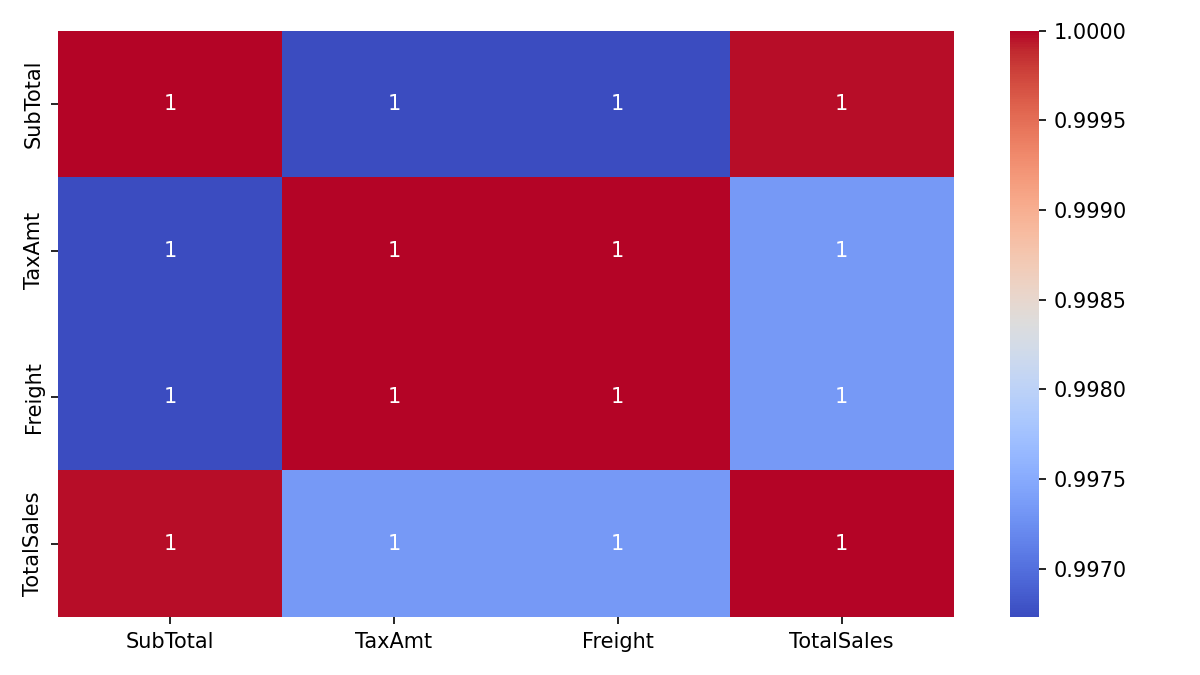 SubTotal 1 1 1 1
TaxAmt 1 1 1 1
Freight 1 1 1 1
TotalSales 1 1 1 1
SubTotal TaxAmt Freight TotalSales
1.0000
0.9995
0.9990
0.9985
0.9980
0.9975
0.9970